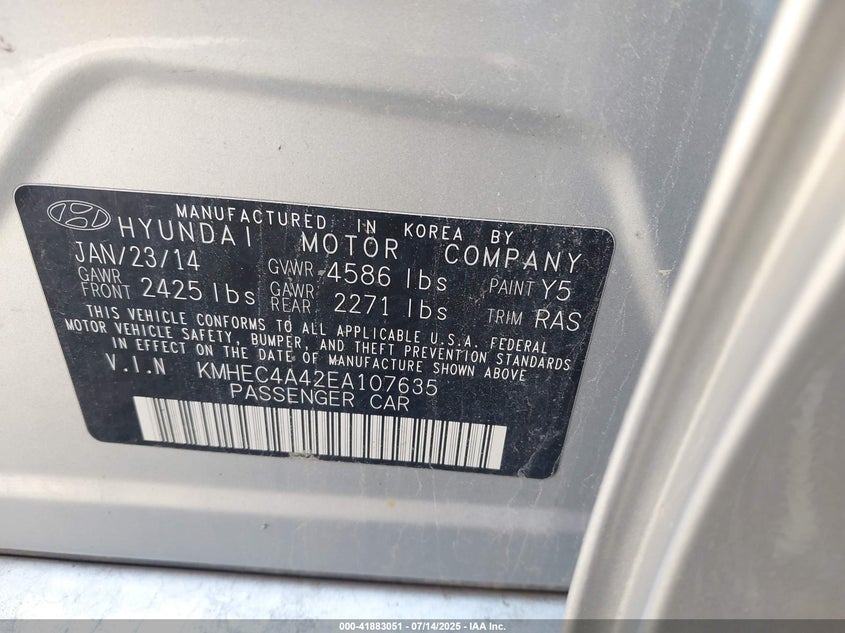 MANUFACTURED IN KOREA BY
HYUNDAI MOTOR COMPANY
JAN/23/14 GVWR 4586 lbs PAINT Y5
GAWR FRONT 2425 lbs GAWR REAR 2271 lbs TRIM RAS
THIS VEHICLE CONFORMS TO ALL APPLICABLE U.S.A. FEDERAL
MOTOR VEHICLE SAFETY, BUMPER, AND THEFT PREVENTION STANDARDS
IN EFFECT ON THE DATE OF MANUFACTURE SHOWN ABOVE
V.I.N KMHEC4A42EA107635
PASSENGER CAR
000-41883051 - 07/14/2025 - IAA Inc.